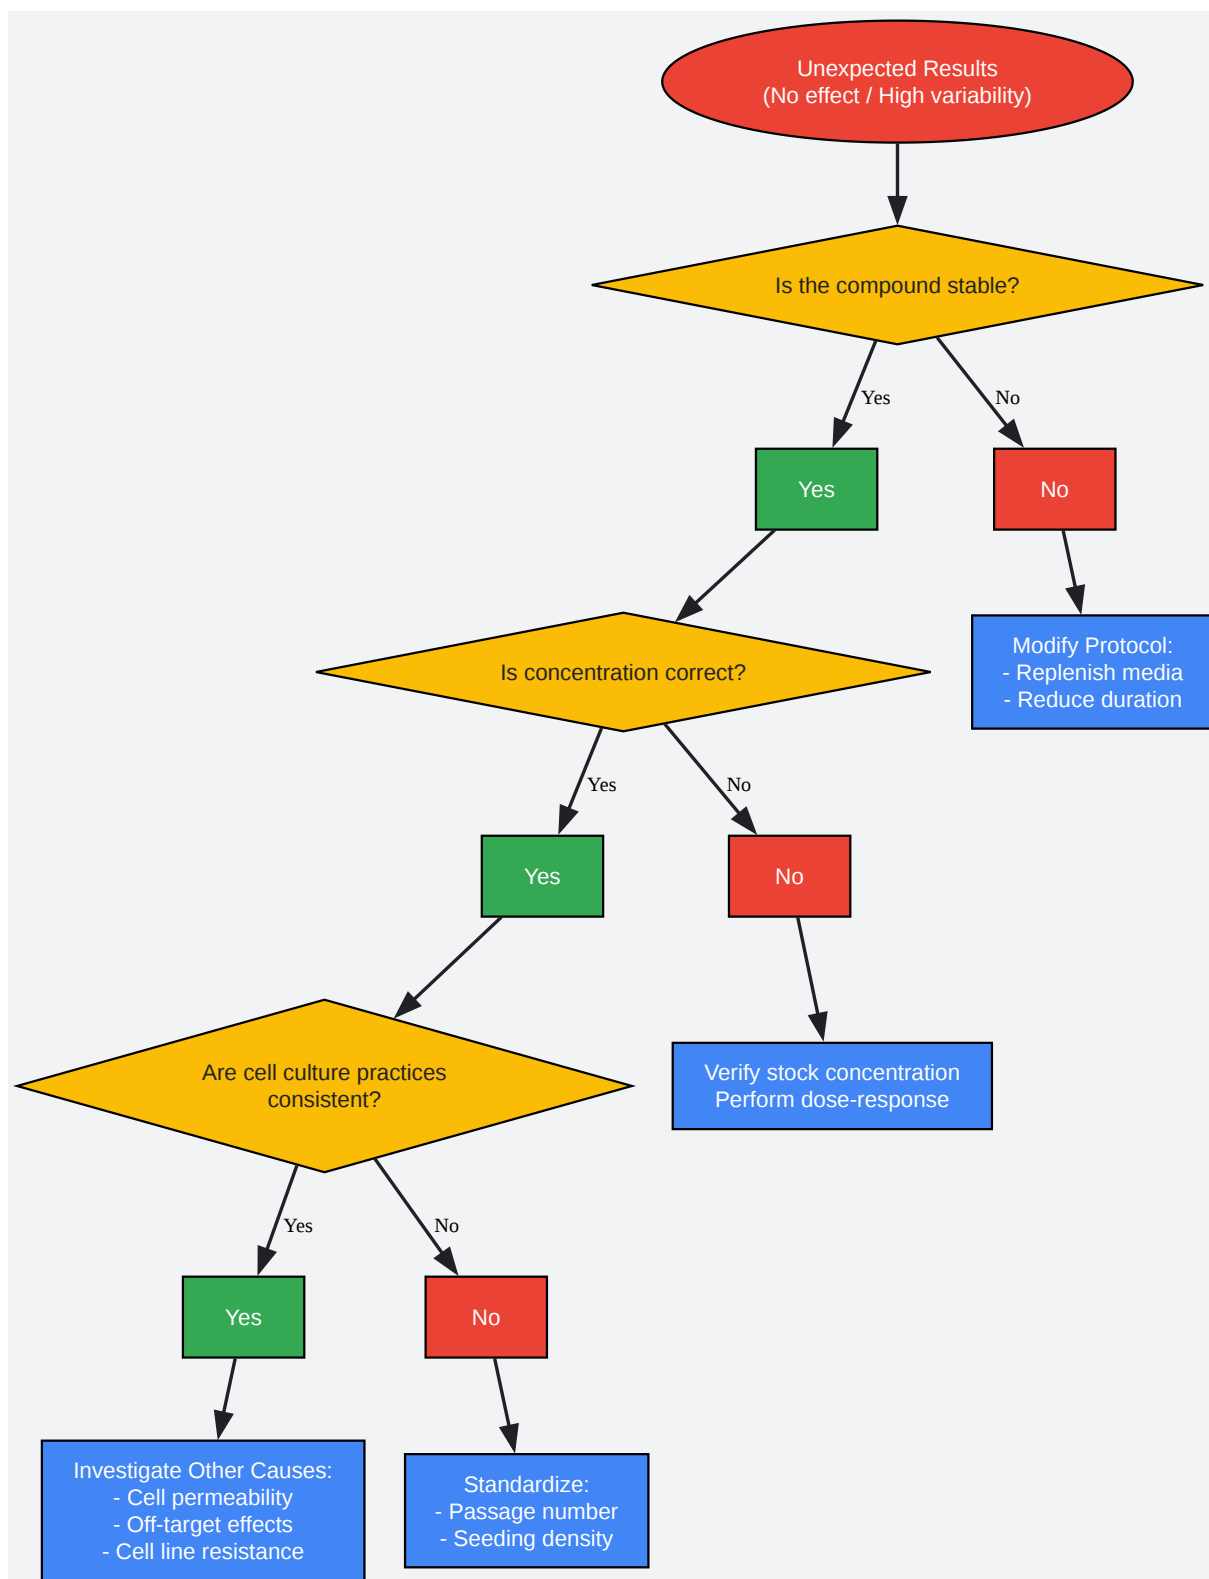 Unexpected Results
(No effect / High variability)
Is the compound stable?
Yes
No
Yes
No
Modify Protocol:
- Replenish media
- Reduce duration
Is concentration correct?
Yes
No
Yes
No
Verify stock concentration
Perform dose-response
Are cell culture practices
consistent?
Yes
No
Yes
No
Investigate Other Causes:
- Cell permeability
- Off-target effects
- Cell line resistance
Standardize:
- Passage number
- Seeding density